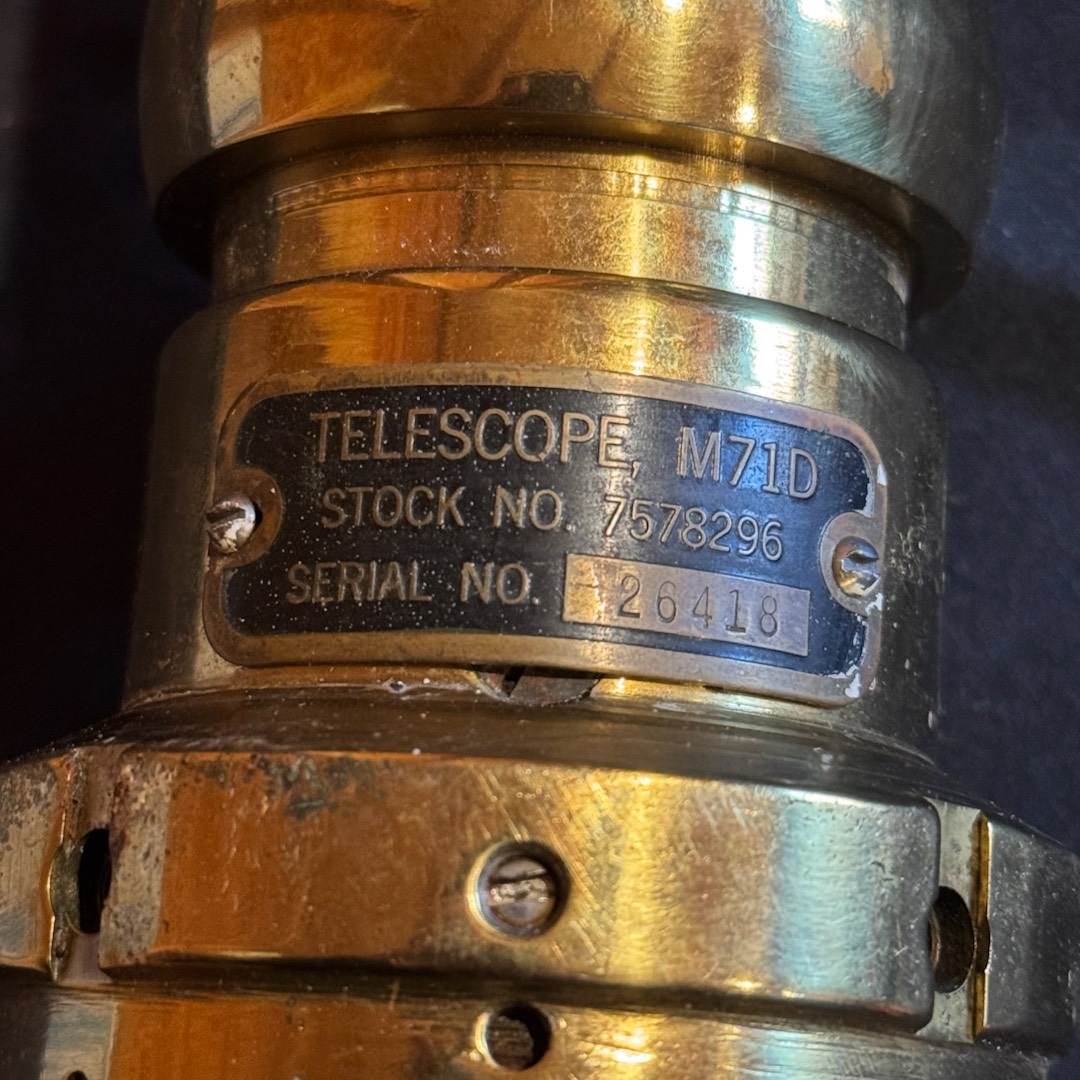 TELESCOPE, M71D
STOCK NO. 7578296
SERIAL NO. 26418